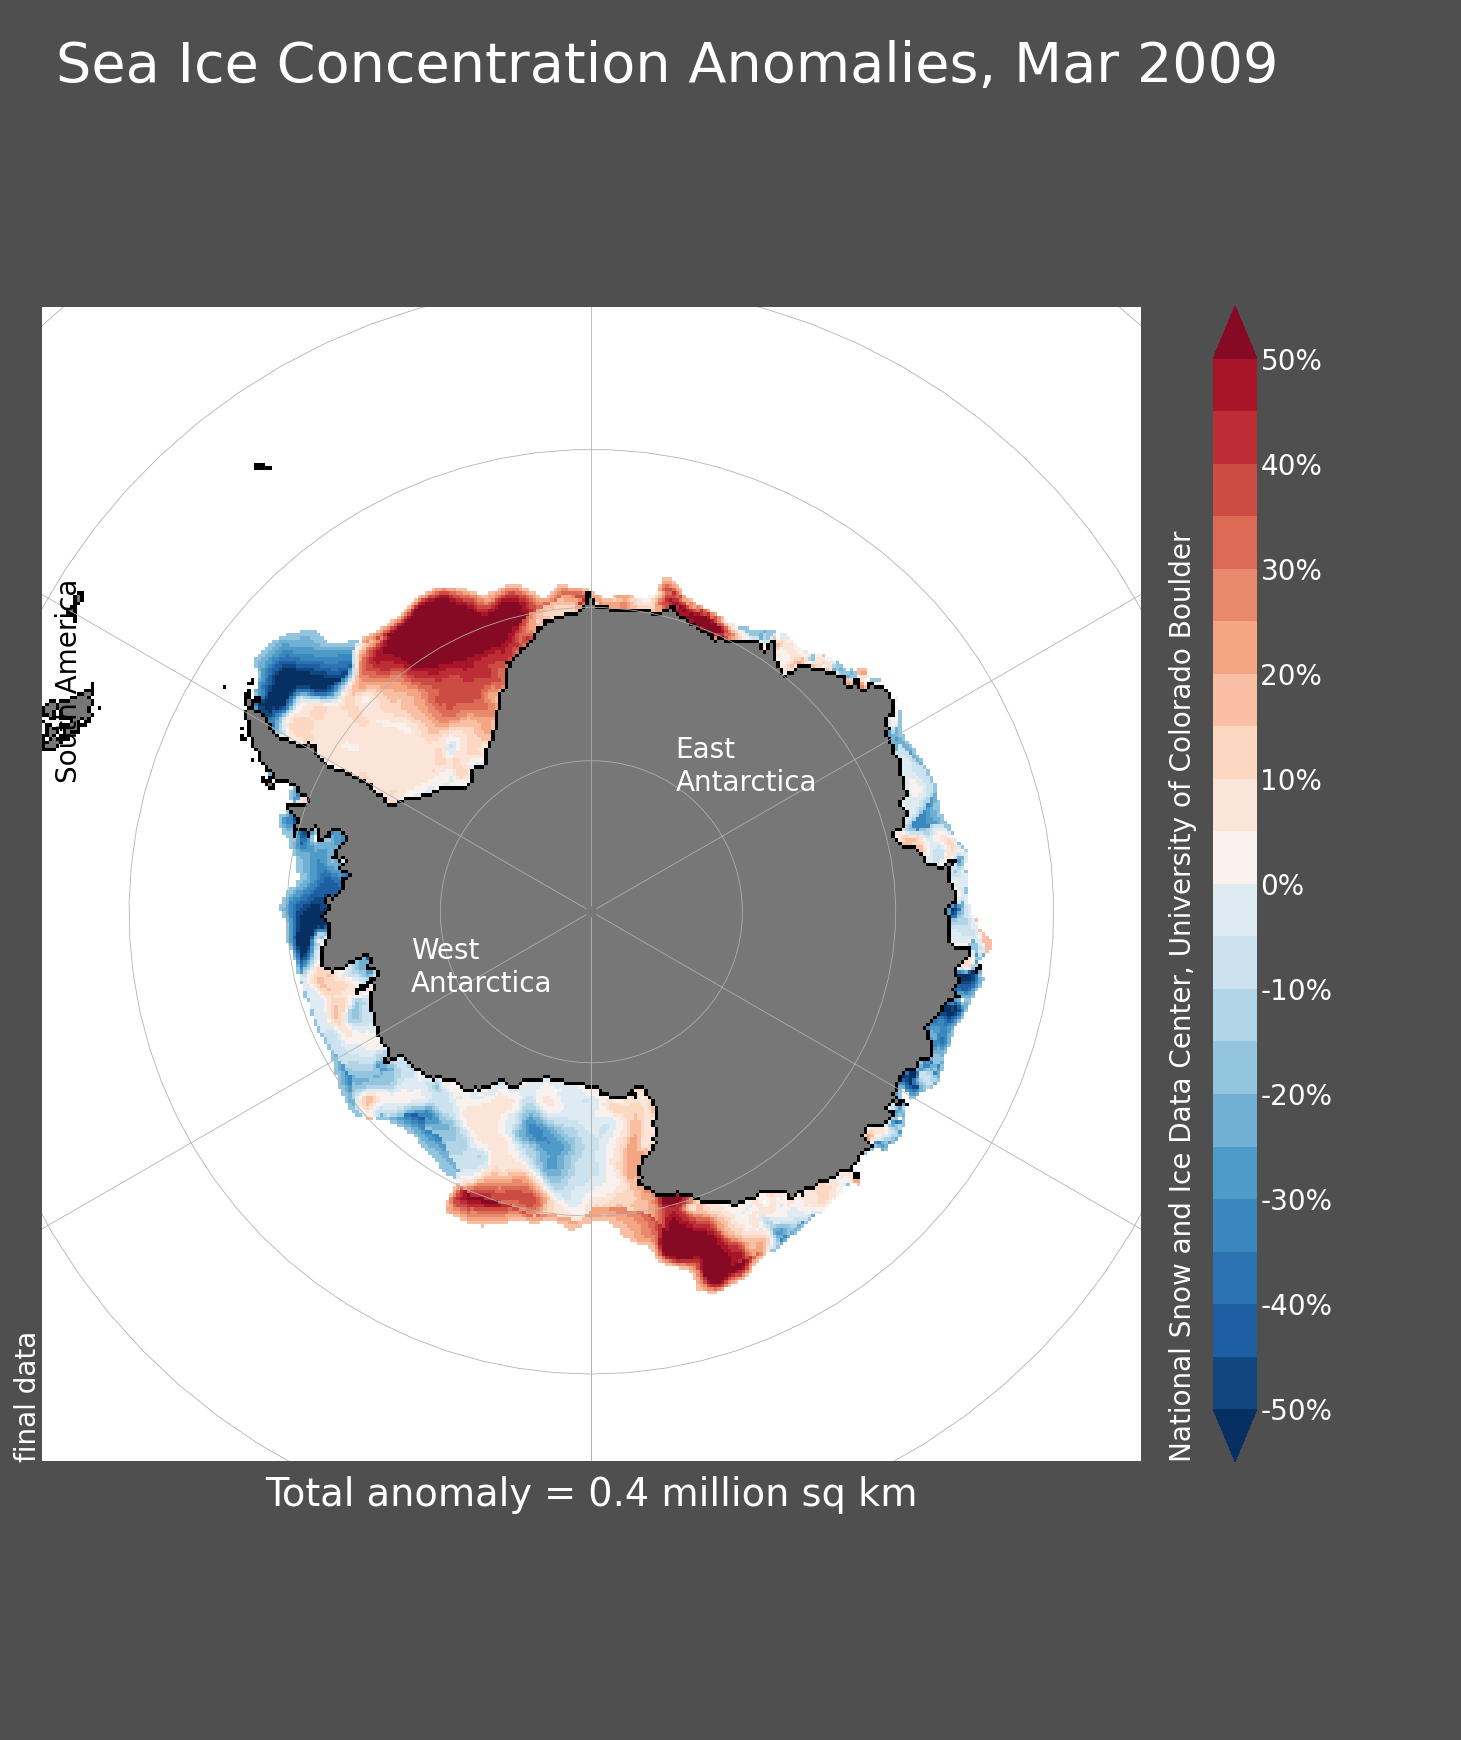 Sea Ice Concentration Anomalies, Mar 2009
South America
East
Antarctica
West
Antarctica
final data
National Snow and Ice Data Center, University of Colorado Boulder
50%
40%
30%
20%
10%
0%
-10%
-20%
-30%
-40%
-50%
Total anomaly = 0.4 million sq km